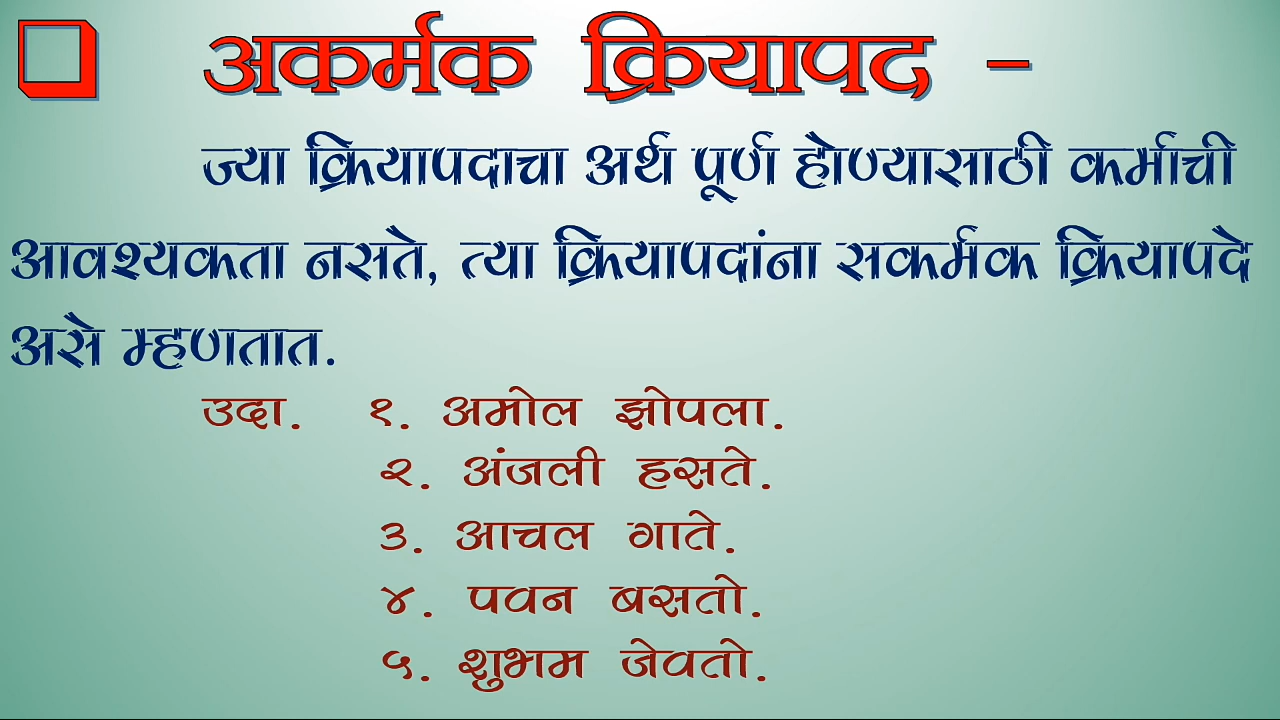 अकर्मक क्रियापद -
ज्या क्रियापदाचा अर्थ पूर्ण होण्यासाठी कर्माची
आवश्यकता नसते, त्या क्रियापदांना सकर्मक क्रियापदे
असे म्हणतात.
उदा. १. अमोल झोपला.
२. अंजली हसते.
३. आचल गाते.
४. पवन बसतो.
५. शुभम जेवतो.